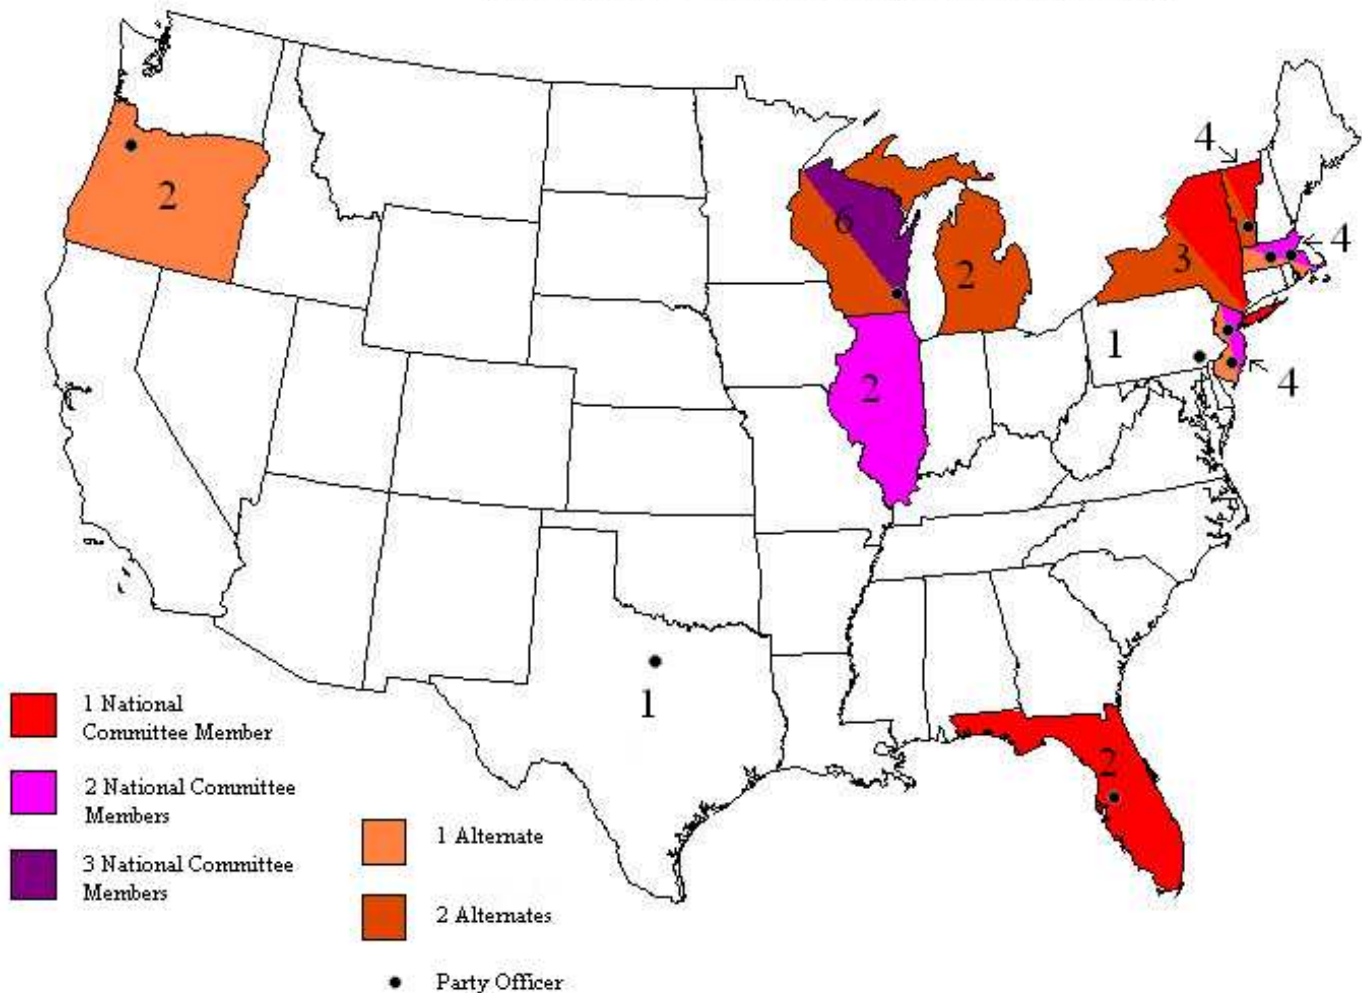 4
2
6
4
2
3
1
2
4
1
2
1 National
Committee Member
2 National Committee
Members
3 National Committee
Members
1 Alternate
2 Alternates
Party Officer